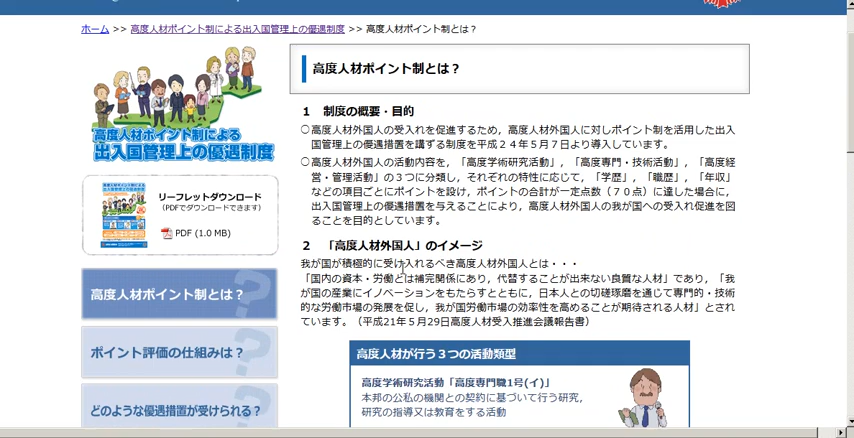 ホーム >> 高度人材ポイント制による出入国管理上の優遇制度 >> 高度人材ポイント制とは？
高度人材ポイント制による
出入国管理上の優遇制度
リーフレットダウンロード
（PDFでダウンロードできます）
PDF (1.0 MB)
高度人材ポイント制とは？
ポイント評価の仕組みは？
どのような優遇措置が受けられる？
高度人材ポイント制とは？
１　制度の概要・目的
○高度人材外国人の受入れを促進するため，高度人材外国人に対しポイント制を活用した出入
国管理上の優遇措置を講ずる制度を平成２４年５月７日より導入しています。
○高度人材外国人の活動内容を，「高度学術研究活動」，「高度専門・技術活動」，「高度経
営・管理活動」の３つに分類し，それぞれの特性に応じて，「学歴」，「職歴」，「年収」
などの項目ごとにポイントを設け，ポイントの合計が一定点数（７０点）に達した場合に，
出入国管理上の優遇措置を与えることにより，高度人材外国人の我が国への受入れ促進を図
ることを目的としています。
２　「高度人材外国人」のイメージ
我が国が積極的に受け入れるべき高度人材外国人とは・・・
「国内の資本・労働とは補完関係にあり，代替することが出来ない良質な人材」であり，「我
が国の産業にイノベーションをもたらすとともに，日本人との切磋琢磨を通じて専門的・技術
的な労働市場の発展を促し，我が国労働市場の効率性を高めることが期待される人材」とされ
ています。（平成21年５月29日高度人材受入推進会議報告書）
高度人材が行う３つの活動類型
高度学術研究活動「高度専門職1号(イ)」
本邦の公私の機関との契約に基づいて行う研究，
研究の指導又は教育をする活動